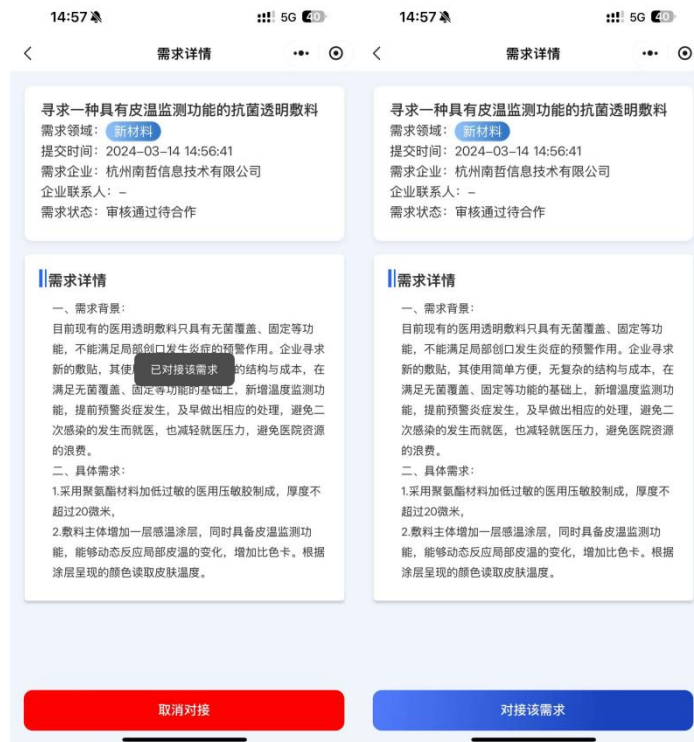 14:57
5G 40
需求详情
寻求一种具有皮温监测功能的抗菌透明敷料
需求领域： 新材料
提交时间：2024-03-14 14:56:41
需求企业：杭州南哲信息技术有限公司
企业联系人：-
需求状态：审核通过待合作
需求详情
一、需求背景：
目前现有的医用透明敷料只具有无菌覆盖、固定等功
能，不能满足局部创口发生炎症的预警作用。企业寻求
新的敷贴，其使
已对接该需求
的结构与成本，在
满足无菌覆盖、固定等功能的基础上，新增温度监测功
能，提前预警炎症发生，及早做出相应的处理，避免二
次感染的发生而就医，也减轻就医压力，避免医院资源
的浪费。
二、具体需求：
1.采用聚氨酯材料加低过敏的医用压敏胶制成，厚度不
超过20微米，
2.敷料主体增加一层感温涂层，同时具备皮温监测功
能，能够动态反应局部皮温的变化，增加比色卡。根据
涂层呈现的颜色读取皮肤温度。
取消对接
14:57
5G 40
需求详情
寻求一种具有皮温监测功能的抗菌透明敷料
需求领域： 新材料
提交时间：2024-03-14 14:56:41
需求企业：杭州南哲信息技术有限公司
企业联系人：-
需求状态：审核通过待合作
需求详情
一、需求背景：
目前现有的医用透明敷料只具有无菌覆盖、固定等功
能，不能满足局部创口发生炎症的预警作用。企业寻求
新的敷贴，其使用简单方便，无复杂的结构与成本，在
满足无菌覆盖、固定等功能的基础上，新增温度监测功
能，提前预警炎症发生，及早做出相应的处理，避免二
次感染的发生而就医，也减轻就医压力，避免医院资源
的浪费。
二、具体需求：
1.采用聚氨酯材料加低过敏的医用压敏胶制成，厚度不
超过20微米，
2.敷料主体增加一层感温涂层，同时具备皮温监测功
能，能够动态反应局部皮温的变化，增加比色卡。根据
涂层呈现的颜色读取皮肤温度。
对接该需求